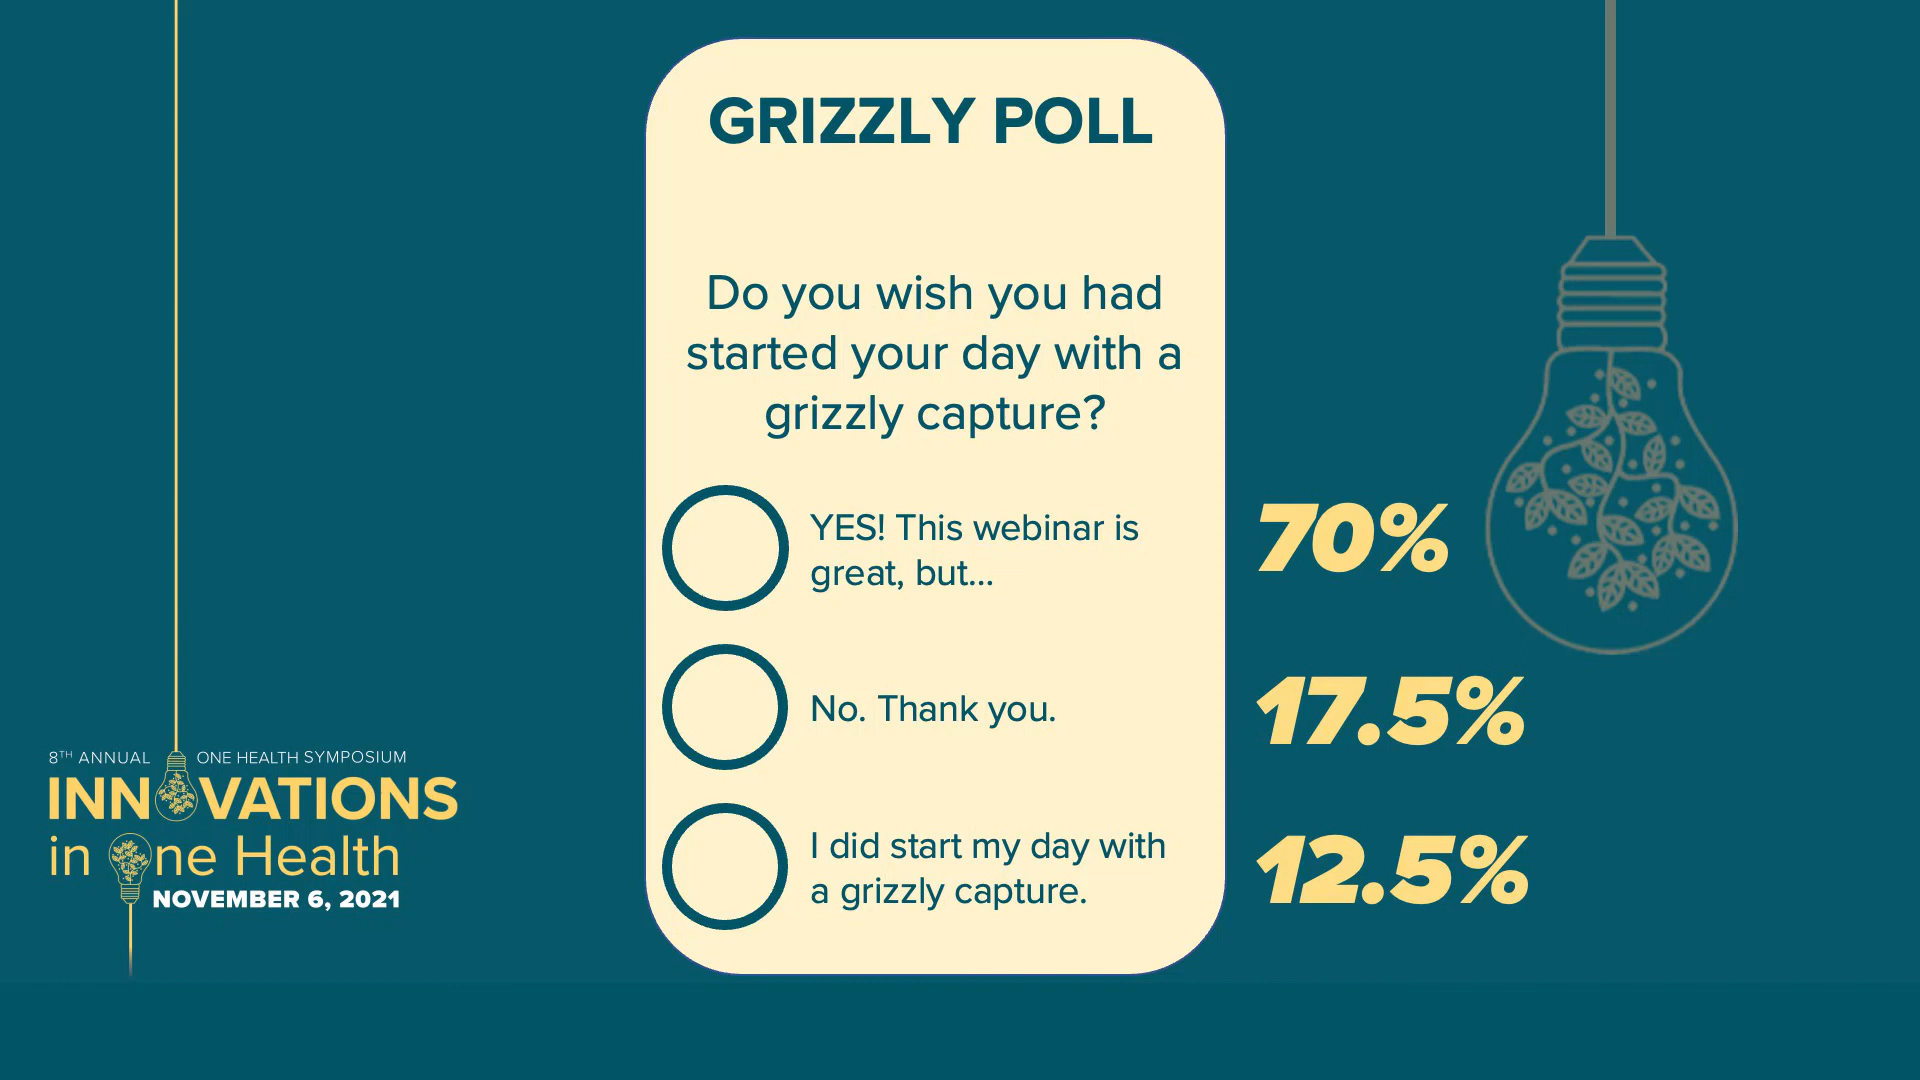 GRIZZLY POLL
Do you wish you had
started your day with a
grizzly capture?
YES! This webinar is
great, but...
70%
No. Thank you.
17.5%
I did start my day with
a grizzly capture.
12.5%
8TH ANNUAL ONE HEALTH SYMPOSIUM
INNOVATIONS
in One Health
NOVEMBER 6, 2021